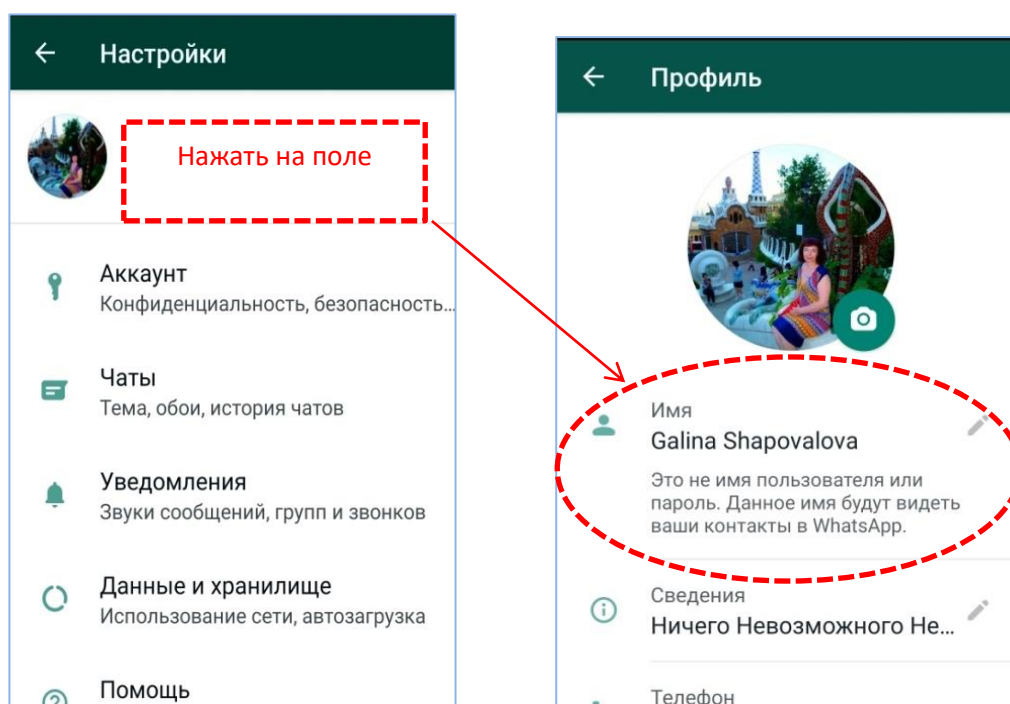 Настройки
Нажать на поле
Аккаунт
Конфиденциальность, безопасность...
Чаты
Тема, обои, история чатов
Уведомления
Звуки сообщений, групп и звонков
Данные и хранилище
Использование сети, автозагрузка
Помощь
Профиль
Имя
Galina Shapovalova
Это не имя пользователя или
пароль. Данное имя будут видеть
ваши контакты в WhatsApp.
Сведения
Ничего Невозможного Не...
Телефон